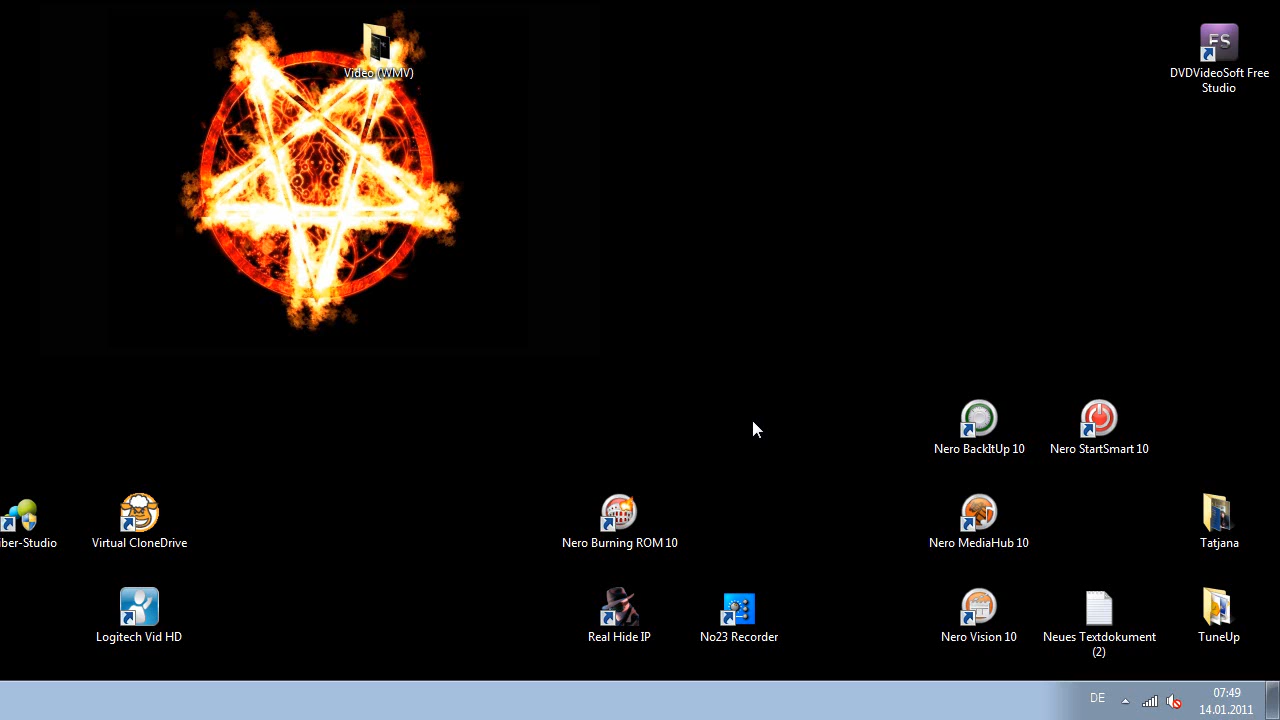 Video (WMV)
DVDVideoSoft Free
Studio
FS
Nero BackItUp 10
Nero StartSmart 10
iber-Studio
Virtual CloneDrive
Nero Burning ROM 10
Nero MediaHub 10
Tatjana
Logitech Vid HD
Real Hide IP
No23 Recorder
Nero Vision 10
Neues Textdokument
(2)
TuneUp
DE
07:49
14.01.2011